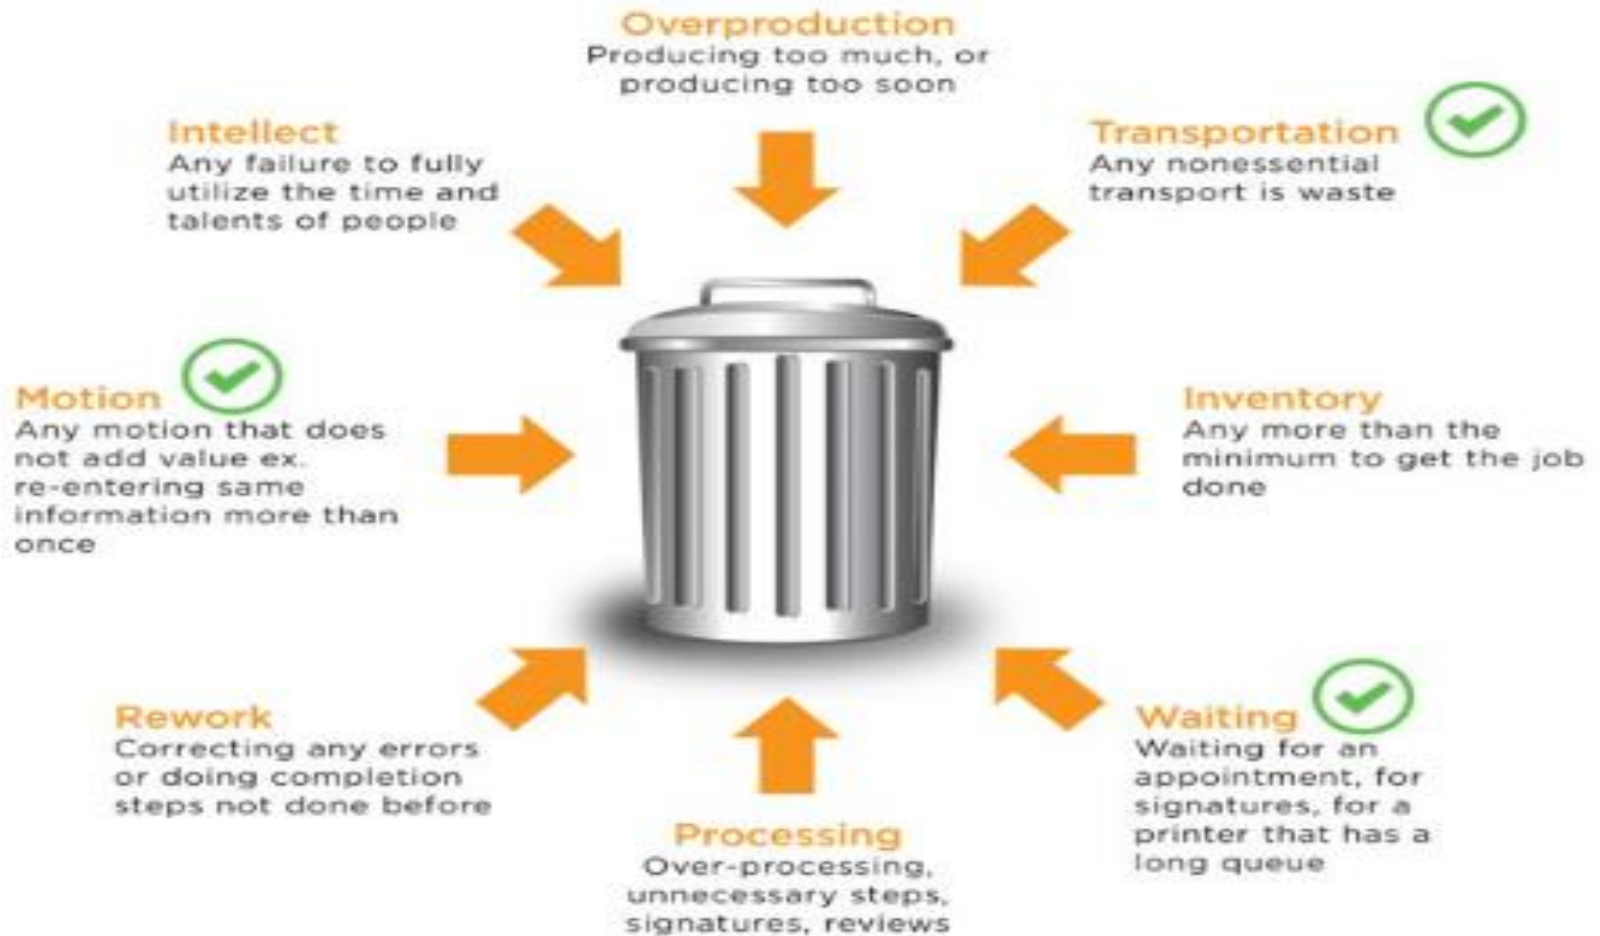 Overproduction
Producing too much, or
producing too soon
Intellect
Any failure to fully
utilize the time and
talents of people
Transportation
Any nonessential
transport is waste
Motion
Any motion that does
not add value ex.
re-entering same
information more than
once
Inventory
Any more than the
minimum to get the job
done
Rework
Correcting any errors
or doing completion
steps not done before
Processing
Over-processing,
unnecessary steps,
signatures, reviews
Waiting
Waiting for an
appointment, for
signatures, for a
printer that has a
long queue